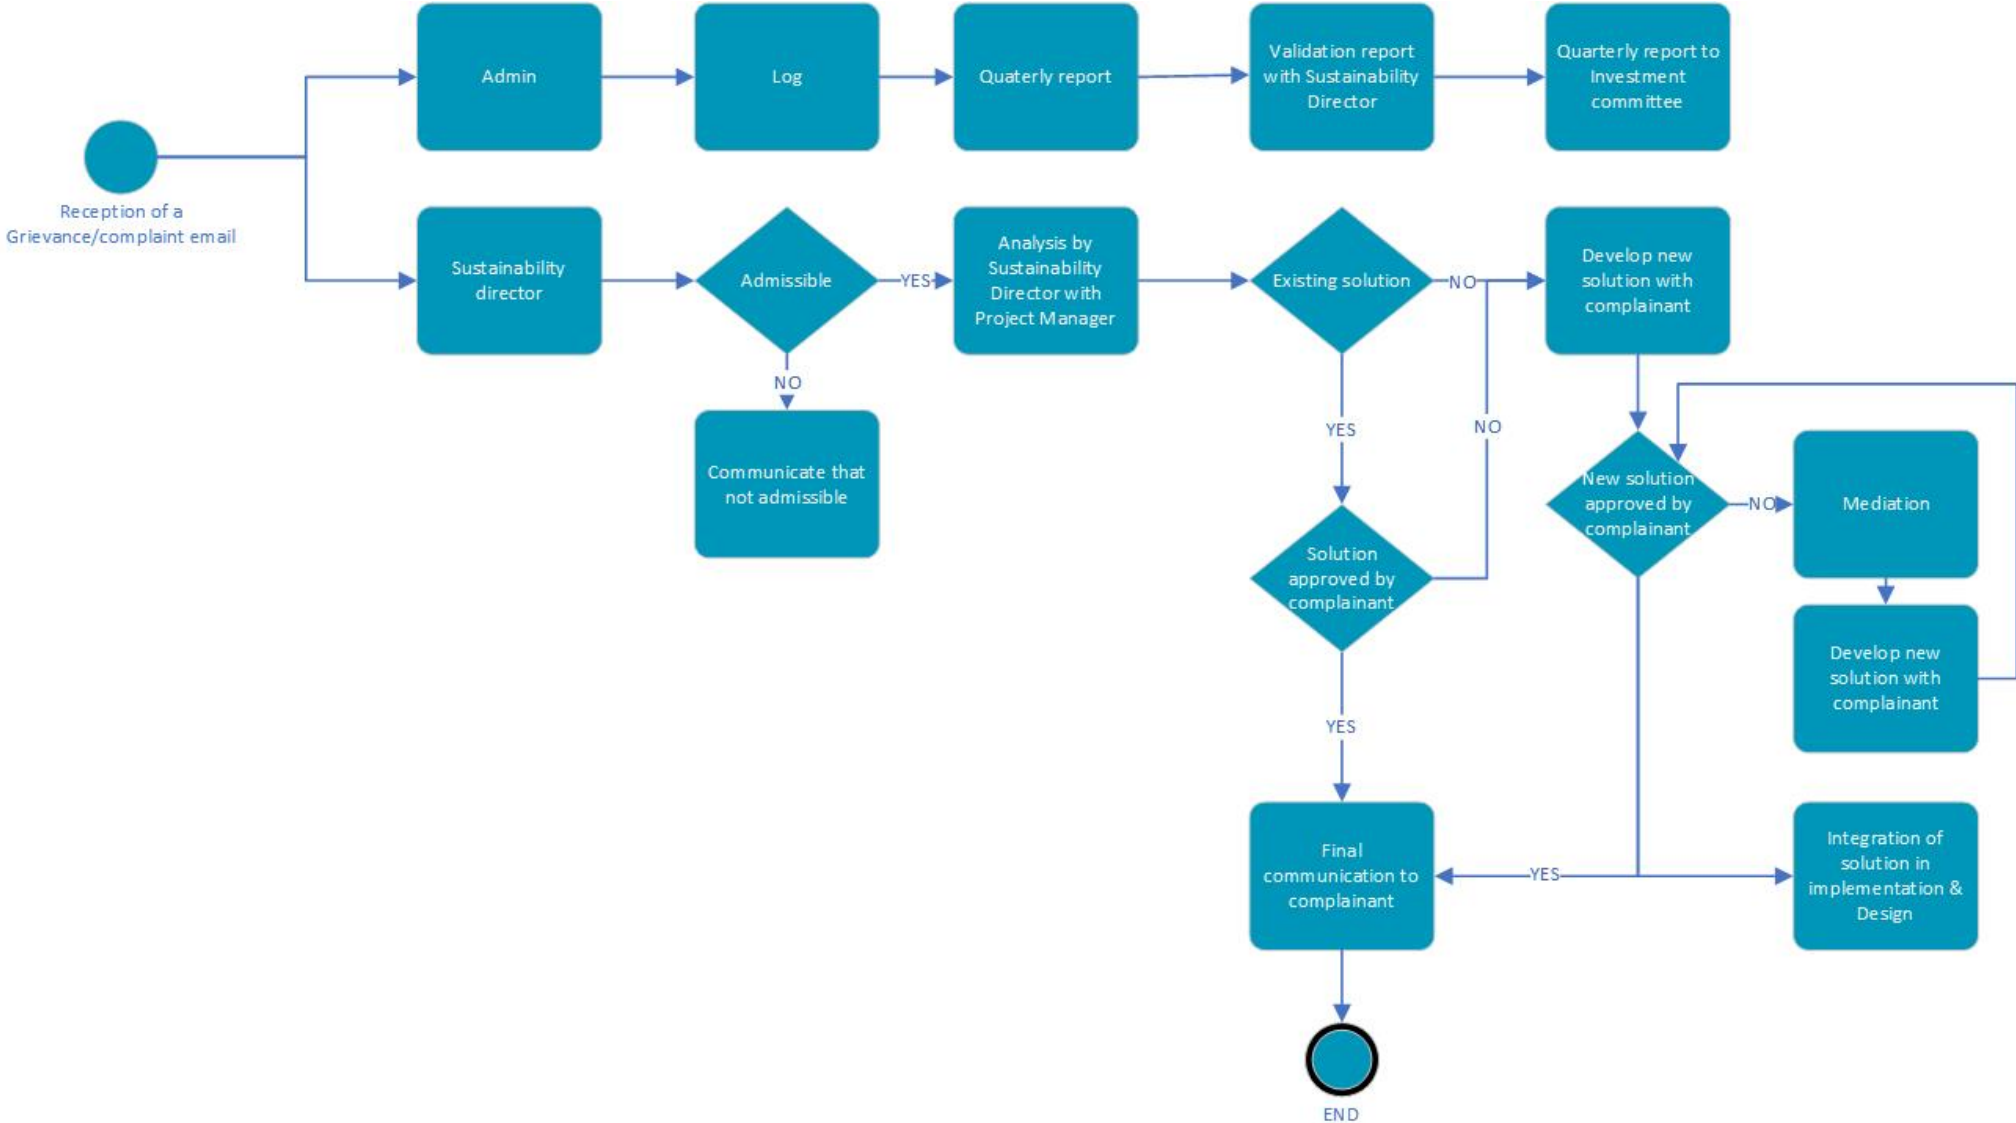 Admin
Log
Quaterly report
Validation report
with Sustainability
Director
Quarterly report to
Investment
committee
Reception of a
Grievance/complaint email
Sustainability
director
Admissible
YES
Analysis by
Sustainability
Director with
Project Manager
Existing solution
NO
Develop new
solution with
complainant
NO
Communicate that
not admissible
YES
NO
New solution
approved by
complainant
NO
Mediation
Solution
approved by
complainant
Develop new
solution with
complainant
YES
Final
communication to
complainant
YES
Integration of
solution in
implementation &
Design
END